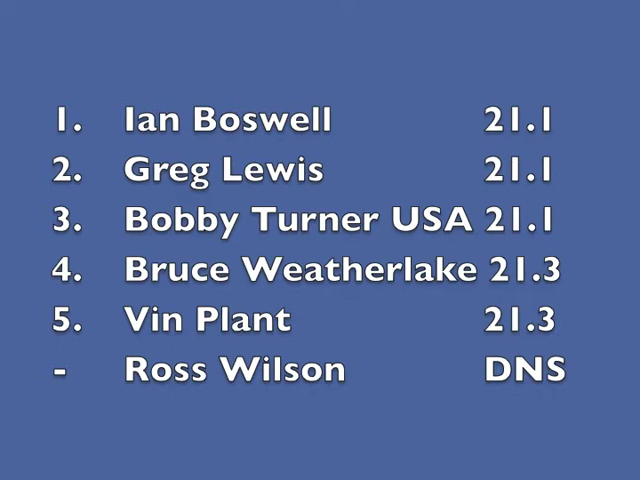 1. Ian Boswell 21.1
2. Greg Lewis 21.1
3. Bobby Turner USA 21.1
4. Bruce Weatherlake 21.3
5. Vin Plant 21.3
- Ross Wilson DNS